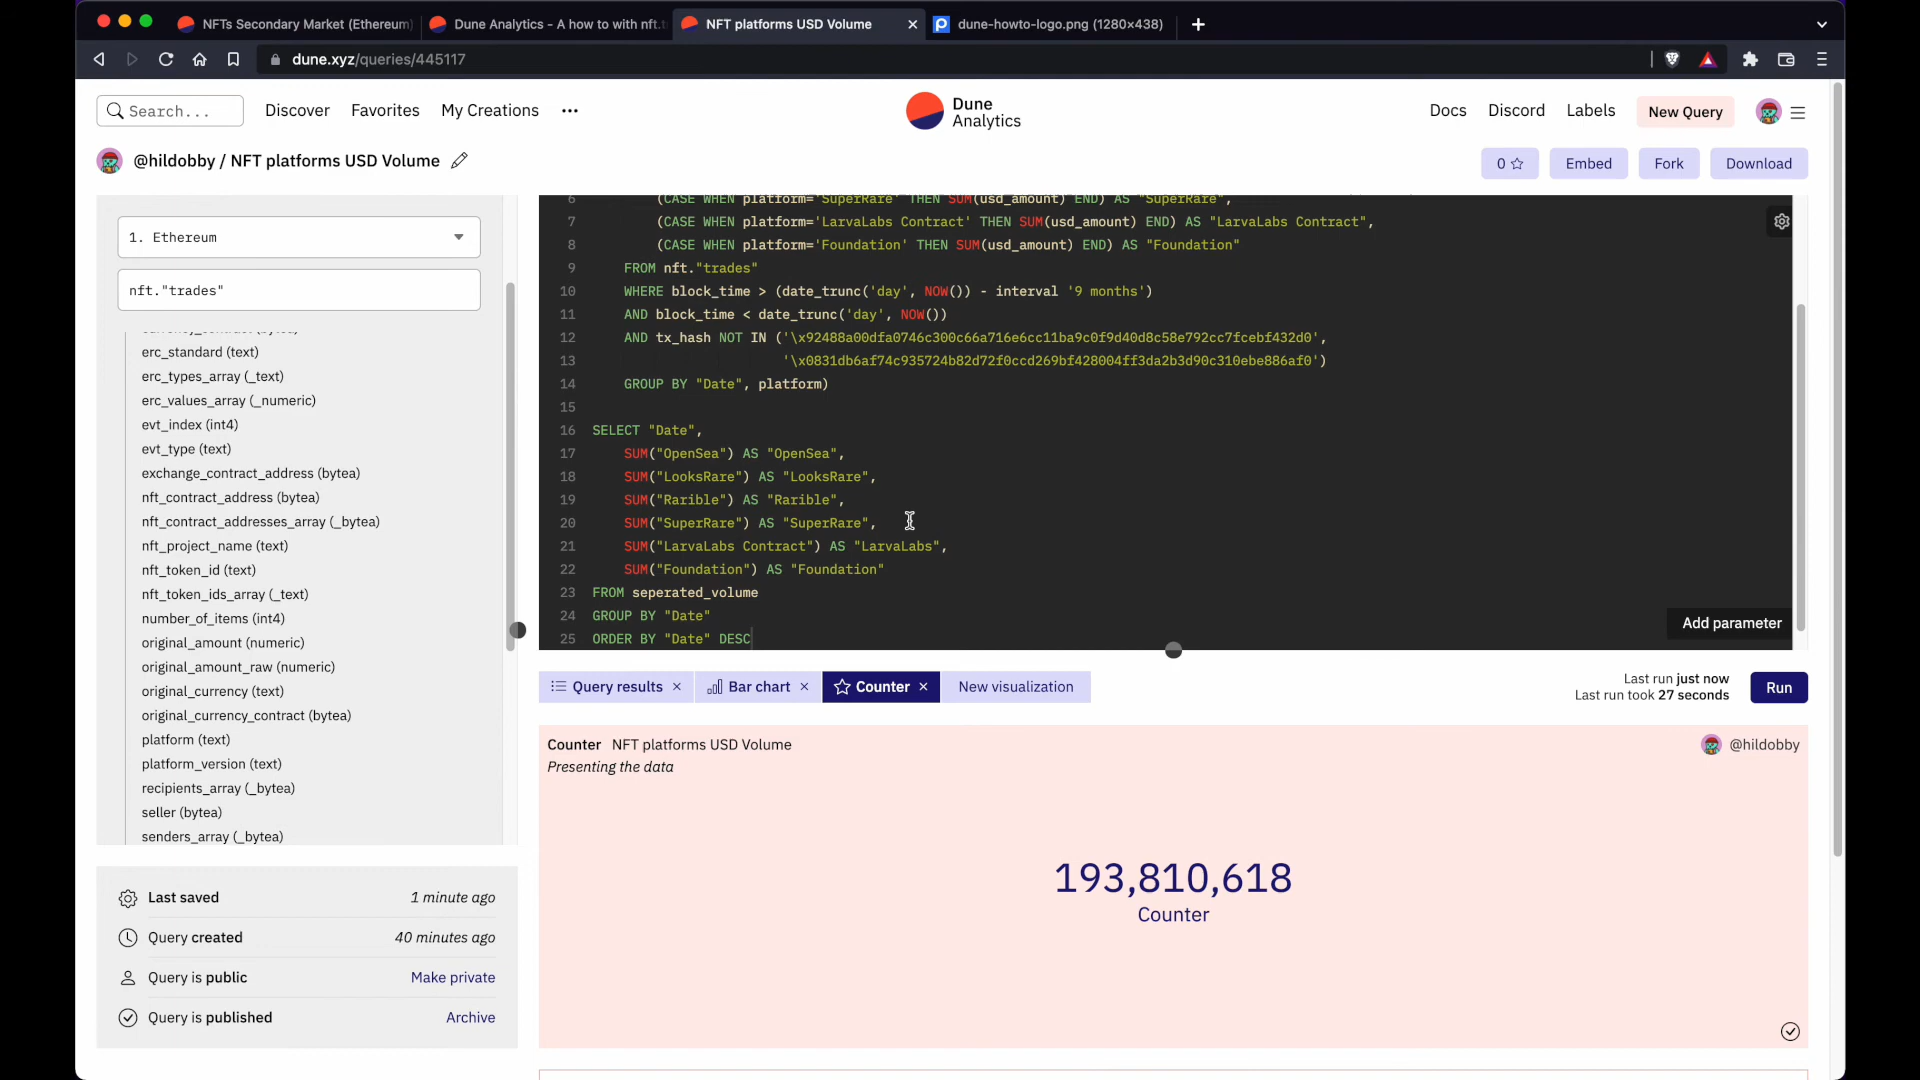 NFTs Secondary Market (Ethereum)
Dune Analytics - A how to with nft.t
NFT platforms USD Volume
dune-howto-logo.png (1280×438)
dune.xyz/queries/445117
Search...
Discover
Favorites
My Creations
Dune
Analytics
Docs
Discord
Labels
New Query
@hildobby / NFT platforms USD Volume
0
Embed
Fork
Download
1. Ethereum
nft."trades"
erc_standard (text)
erc_types_array (_text)
erc_values_array (_numeric)
evt_index (int4)
evt_type (text)
exchange_contract_address (bytea)
nft_contract_address (bytea)
nft_contract_addresses_array (_bytea)
nft_project_name (text)
nft_token_id (text)
nft_token_ids_array (_text)
number_of_items (int4)
original_amount (numeric)
original_amount_raw (numeric)
original_currency (text)
original_currency_contract (bytea)
platform (text)
platform_version (text)
recipients_array (_bytea)
seller (bytea)
senders_array (_bytea)
Last saved 1 minute ago
Query created 40 minutes ago
Query is public Make private
Query is published Archive
6 (CASE WHEN platform='SuperRare' THEN SUM(usd_amount) END) AS "SuperRare",
7 (CASE WHEN platform='LarvaLabs Contract' THEN SUM(usd_amount) END) AS "LarvaLabs Contract",
8 (CASE WHEN platform='Foundation' THEN SUM(usd_amount) END) AS "Foundation"
9 FROM nft."trades"
10 WHERE block_time > (date_trunc('day', NOW()) - interval '9 months')
11 AND block_time < date_trunc('day', NOW())
12 AND tx_hash NOT IN ('\x92488a00dfa0746c300c66a716e6cc11ba9c0f9d40d8c58e792cc7fcebf432d0',
13 '\x0831db6af74c935724b82d72f0ccd269bf428004ff3da2b3d90c310ebe886af0')
14 GROUP BY "Date", platform)
15
16 SELECT "Date",
17 SUM("OpenSea") AS "OpenSea",
18 SUM("LooksRare") AS "LooksRare",
19 SUM("Rarible") AS "Rarible",
20 SUM("SuperRare") AS "SuperRare",
21 SUM("LarvaLabs Contract") AS "LarvaLabs",
22 SUM("Foundation") AS "Foundation"
23 FROM seperated_volume
24 GROUP BY "Date"
25 ORDER BY "Date" DESC
Add parameter
Query results
Bar chart
Counter
New visualization
Last run just now
Last run took 27 seconds
Run
Counter NFT platforms USD Volume
@hildobby
Presenting the data
193,810,618
Counter